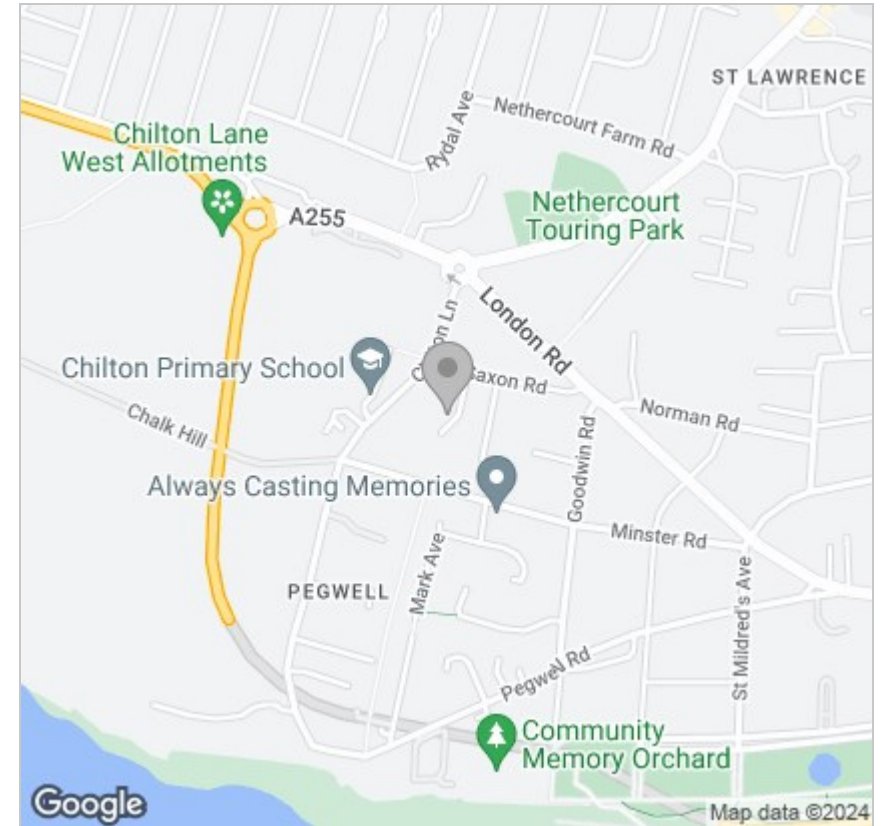 ST LAWRENCE
Rydal Ave
Nethercourt Farm Rd
Chilton Lane
West Allotments
Nethercourt
Touring Park
A255
London Rd
Ln
Chilton Primary School
Saxon Rd
Norman Rd
Chalk Hill
Goodwin Rd
Always Casting Memories
Minster Rd
Mark Ave
PEGWELL
St Mildred's Ave
Pegwell Rd
Community
Memory Orchard
Google
Map data ©2024